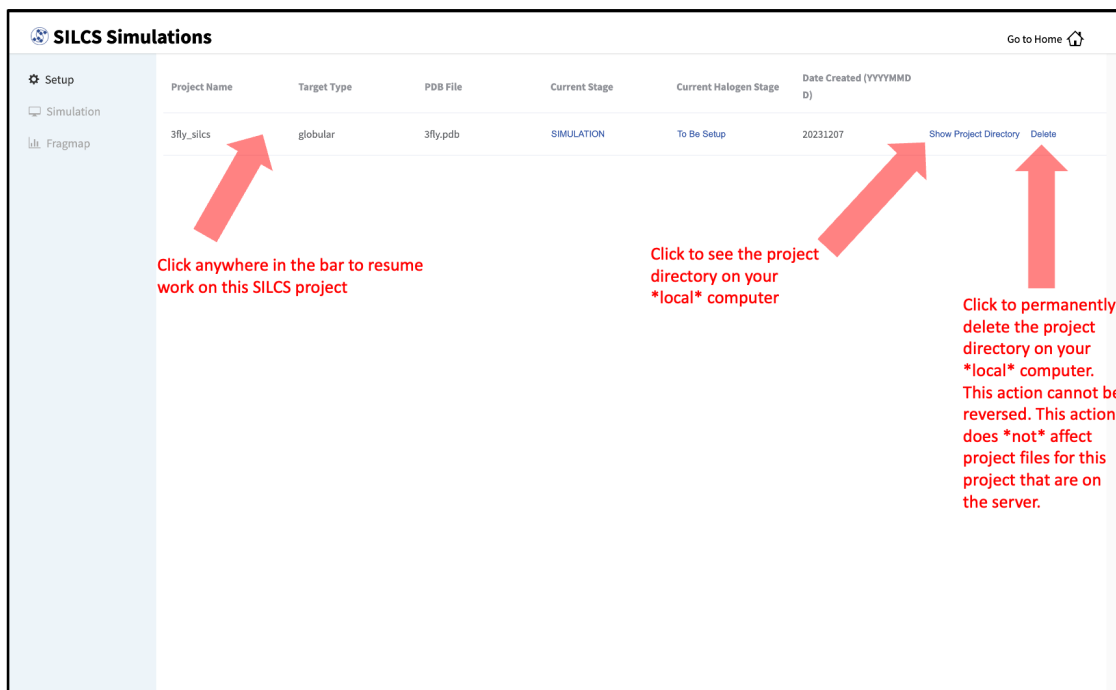 SILCS Simulations
Go to Home
Setup
Simulation
Fragmap
Project Name Target Type PDB File Current Stage Current Halogen Stage Date Created (YYYYMMD
D)
3fly_silcs globular 3fly.pdb SIMULATION To Be Setup 20231207 Show Project Directory Delete
Click anywhere in the bar to resume
work on this SILCS project
Click to see the project
directory on your
*local* computer
Click to permanently
delete the project
directory on your
*local* computer.
This action cannot be
reversed. This action
does *not* affect
project files for this
project that are on
the server.